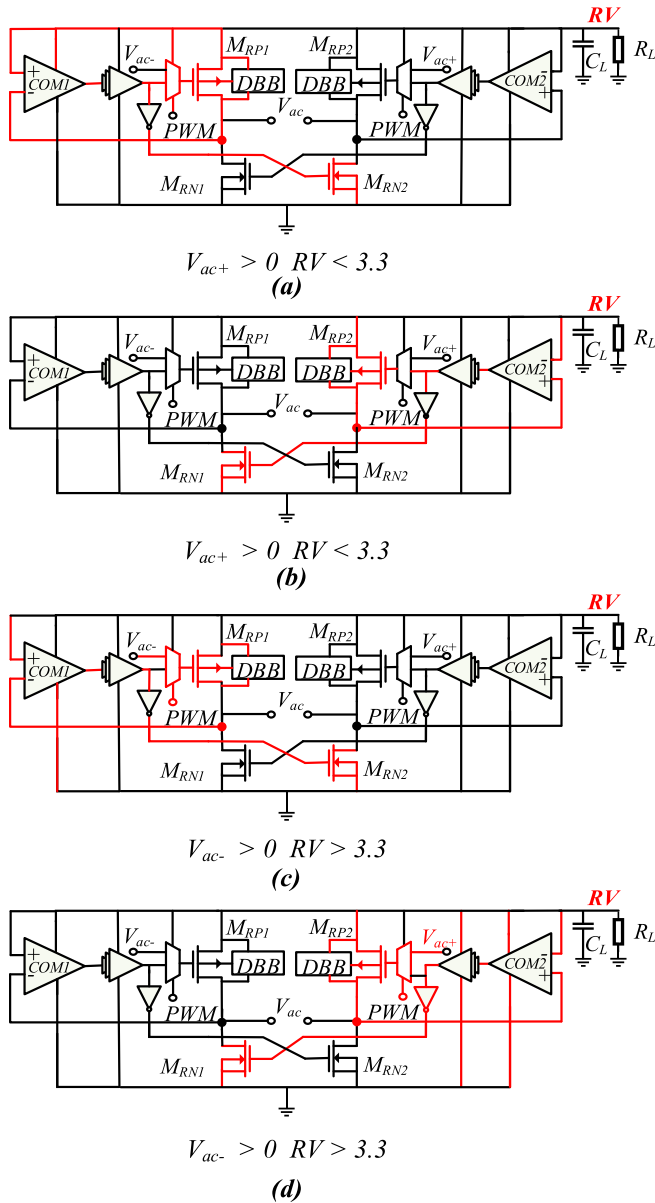 RV
V_ac- M_RP1 M_RP2 V_ac+
+ COM1 - DBB DBB COM2 - + C_L R_L
PWM V_ac PWM
M_RN1 M_RN2
V_ac+ > 0 RV < 3.3
(a)
RV
V_ac- M_RP1 M_RP2 V_ac+
+ COM1 - DBB DBB COM2 - + C_L R_L
PWM V_ac PWM
M_RN1 M_RN2
V_ac+ > 0 RV < 3.3
(b)
RV
V_ac- M_RP1 M_RP2 V_ac+
+ COM1 - DBB DBB COM2 - + C_L R_L
PWM V_ac PWM
M_RN1 M_RN2
V_ac- > 0 RV > 3.3
(c)
RV
V_ac- M_RP1 M_RP2 V_ac+
+ COM1 - DBB DBB COM2 - + C_L R_L
PWM V_ac PWM
M_RN1 M_RN2
V_ac- > 0 RV > 3.3
(d)